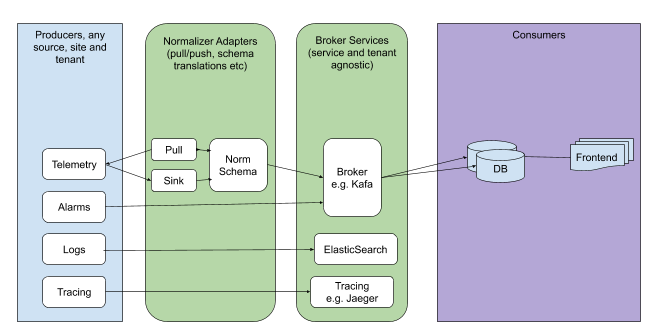 Producers, any
source, site and
tenant
Normalizer Adapters
(pull/push, schema
translations etc)
Broker Services
(service and tenant
agnostic)
Consumers
Telemetry
Alarms
Logs
Tracing
Pull
Sink
Norm
Schema
Broker
e.g. Kafa
ElasticSearch
Tracing
e.g. Jaeger
DB
Frontend